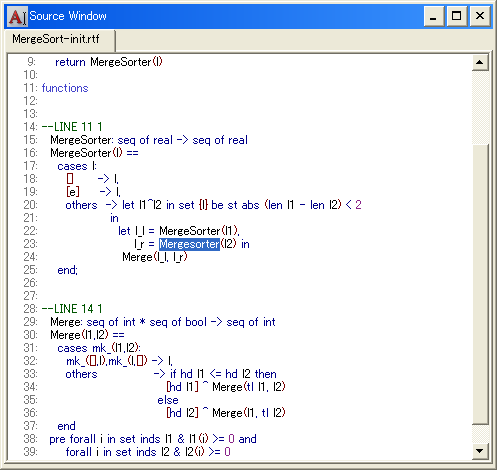 Source Window
MergeSort-init.rtf
9: return MergeSorter(l)
10:
11: functions
12:
13:
14: --LINE 11 1
15: MergeSorter: seq of real -> seq of real
16: MergeSorter(l) ==
17: cases l:
18: [] -> l,
19: [e] -> l,
20: others -> let l1^l2 in set {l} be st abs (len l1 - len l2) < 2
21: in
22: let l_l = MergeSorter(l1),
23: l_r = Mergesorter(l2) in
24: Merge(l_l, l_r)
25: end;
26:
27:
28: --LINE 14 1
29: Merge: seq of int * seq of bool -> seq of int
30: Merge(l1,l2) ==
31: cases mk_(l1,l2):
32: mk_([],l),mk_(l,[]) -> l,
33: others -> if hd l1 <= hd l2 then
34: [hd l1] ^ Merge(tl l1, l2)
35: else
36: [hd l2] ^ Merge(l1, tl l2)
37: end
38: pre forall i in set inds l1 & l1(i) >= 0 and
39: forall i in set inds l2 & l2(i) >= 0